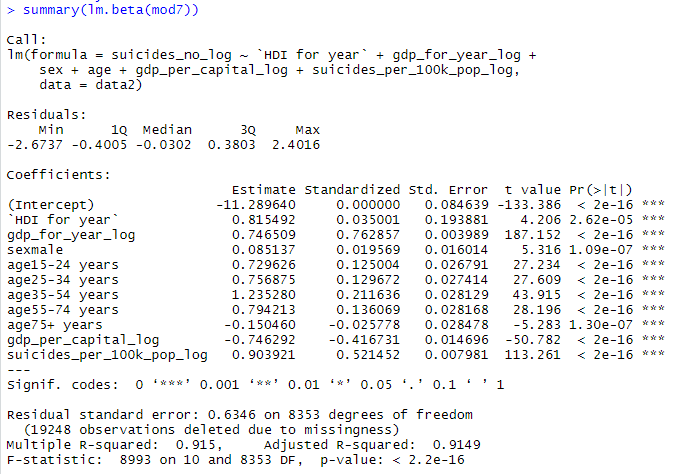 > summary(lm.beta(mod7))
Call:
lm(formula = suicides_no_log ~ `HDI for year` + gdp_for_year_log +
    sex + age + gdp_per_capital_log + suicides_per_100k_pop_log,
    data = data2)
Residuals:
    Min      1Q  Median      3Q     Max
-2.6737 -0.4005 -0.0302  0.3803  2.4016
Coefficients:
                            Estimate Standardized Std. Error  t value Pr(>|t|)
(Intercept)               -11.289640     0.000000   0.084639 -133.386  < 2e-16 ***
`HDI for year`              0.815492     0.035001   0.193881    4.206 2.62e-05 ***
gdp_for_year_log            0.746509     0.762857   0.003989  187.152  < 2e-16 ***
sexmale                     0.085137     0.019569   0.016014    5.316 1.09e-07 ***
age15-24 years              0.729626     0.125004   0.026791   27.234  < 2e-16 ***
age25-34 years              0.756875     0.129672   0.027414   27.609  < 2e-16 ***
age35-54 years              1.235280     0.211636   0.028129   43.915  < 2e-16 ***
age55-74 years              0.794213     0.136069   0.028168   28.196  < 2e-16 ***
age75+ years               -0.150460    -0.025778   0.028478   -5.283 1.30e-07 ***
gdp_per_capital_log        -0.746292    -0.416731   0.014696  -50.782  < 2e-16 ***
suicides_per_100k_pop_log   0.903921     0.521452   0.007981  113.261  < 2e-16 ***
---
Signif. codes:  0 ‘***’ 0.001 ‘**’ 0.01 ‘*’ 0.05 ‘.’ 0.1 ‘ ’ 1
Residual standard error: 0.6346 on 8353 degrees of freedom
  (19248 observations deleted due to missingness)
Multiple R-squared:  0.915,     Adjusted R-squared:  0.9149
F-statistic:  8993 on 10 and 8353 DF,  p-value: < 2.2e-16